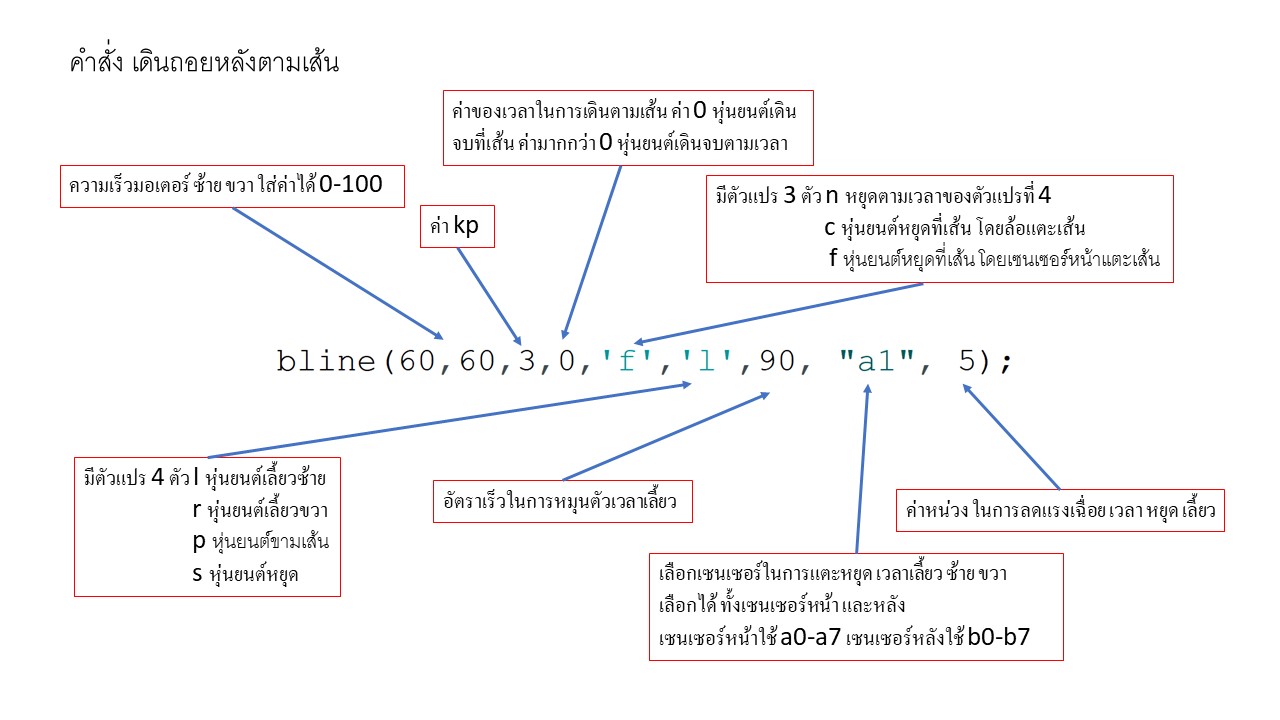 คำสั่ง เดินถอยหลังตามเส้น
ค่าของเวลาในการเดินตามเส้น ค่า 0 หุ่นยนต์เดิน
จบที่เส้น ค่ามากกว่า 0 หุ่นยนต์เดินจบตามเวลา
ความเร็วมอเตอร์ ซ้าย ขวา ใส่ค่าได้ 0-100
ค่า kp
มีตัวแปร 3 ตัว n หยุดตามเวลาของตัวแปรที่ 4
c หุ่นยนต์หยุดที่เส้น โดยล้อแตะเส้น
f หุ่นยนต์หยุดที่เส้น โดยเซนเซอร์หน้าแตะเส้น
bline(60,60,3,0,'f','l',90, "a1", 5);
มีตัวแปร 4 ตัว l หุ่นยนต์เลี้ยวซ้าย
r หุ่นยนต์เลี้ยวขวา
p หุ่นยนต์ขามเส้น
s หุ่นยนต์หยุด
อัตราเร็วในการหมุนตัวเวลาเลี้ยว
ค่าหน่วง ในการลดแรงเฉื่อย เวลา หยุด เลี้ยว
เลือกเซนเซอร์ในการแตะหยุด เวลาเลี้ยว ซ้าย ขวา
เลือกได้ ทั้งเซนเซอร์หน้า และหลัง
เซนเซอร์หน้าใช้ a0-a7 เซนเซอร์หลังใช้ b0-b7